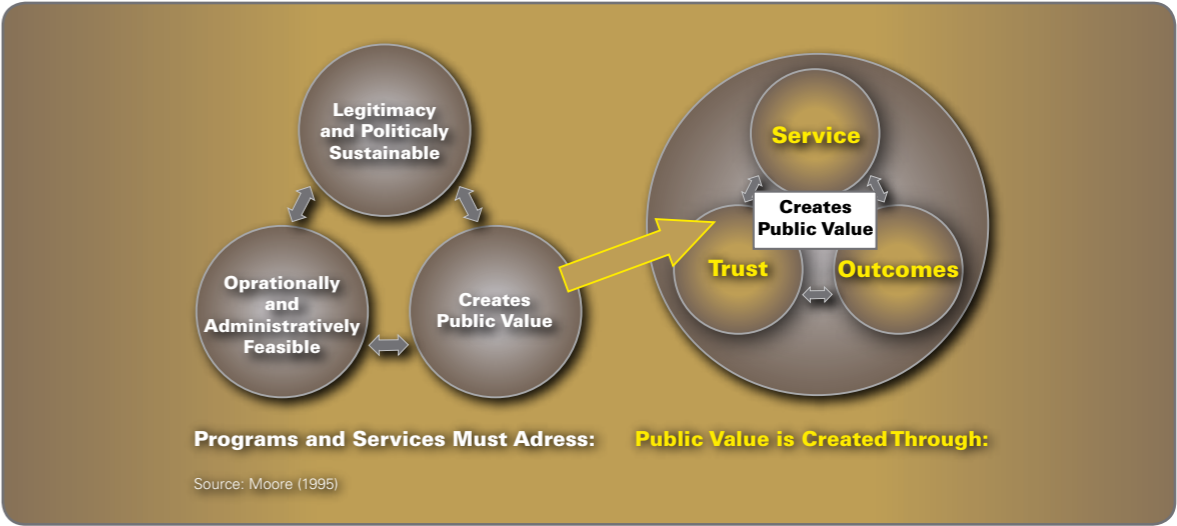 Legitimacy
and Politicaly
Sustainable
Oprationally
and
Administratively
Feasible
Creates
Public Value
Programs and Services Must Adress:
Source: Moore (1995)
Service
Creates
Public Value
Trust
Outcomes
Public Value is Created Through: